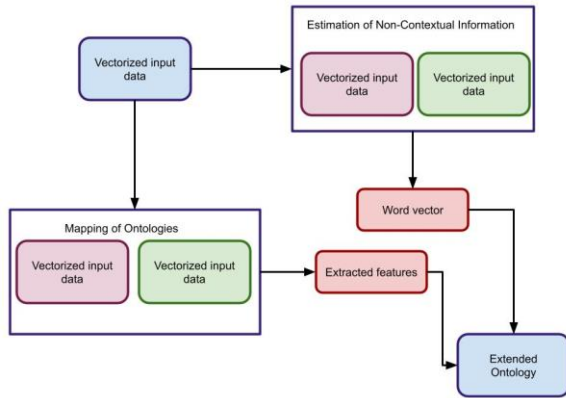 Estimation of Non-Contextual Information
Vectorized input
data
Vectorized input
data
Vectorized input
data
Word vector
Mapping of Ontologies
Vectorized input
data
Vectorized input
data
Extracted features
Extended
Ontology